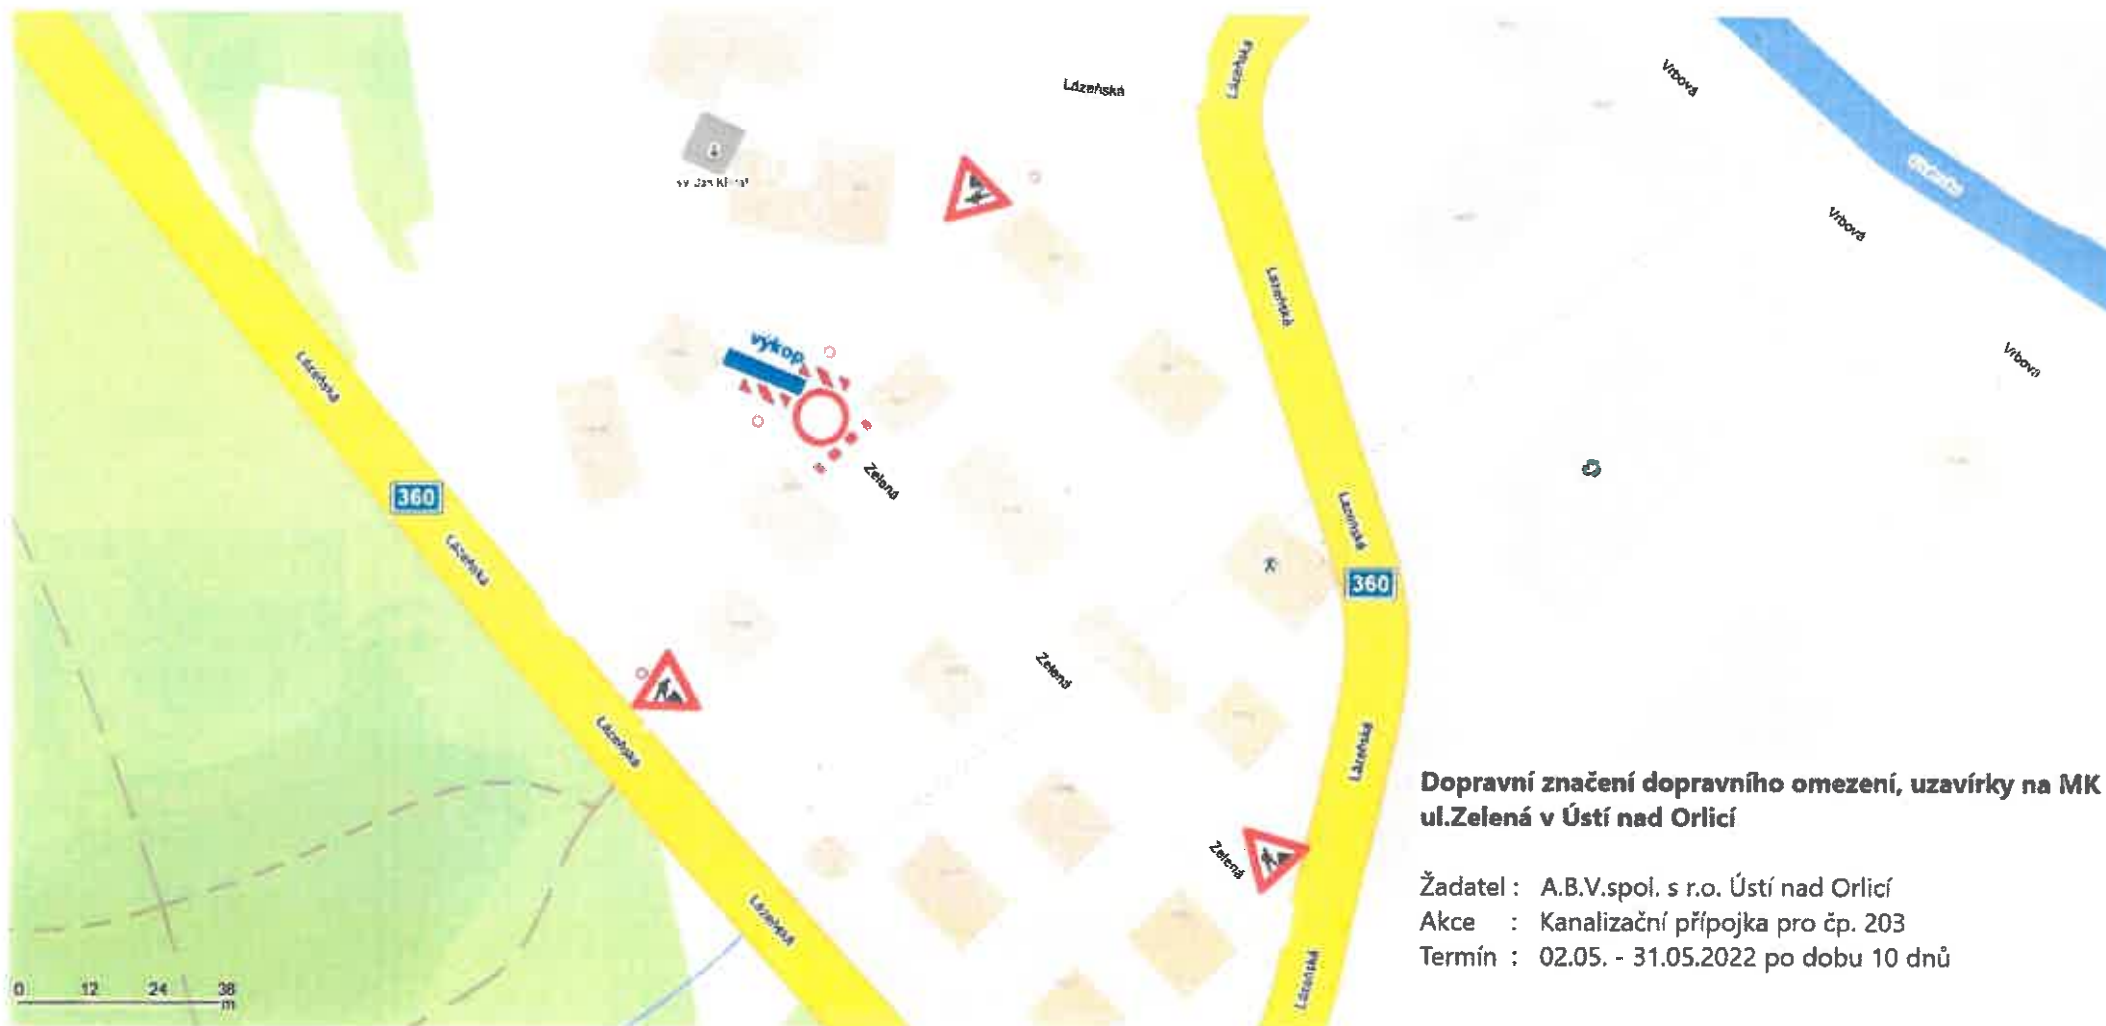 Lázeňská
Lázeňská
Vrbová
Vrbová
Lázeňská
Vrbová
výkop
Lázeňská
Zelená
360
Lázeňská
Lázeňská
360
Zelená
Lázeňská
Lázeňská
Zelená
Lázeňská
Lázeňská
Dopravní značení dopravního omezení, uzavírky na MK
ul.Zelená v Ústí nad Orlicí
Žadatel : A.B.V.spol. s r.o. Ústí nad Orlicí
Akce : Kanalizační přípojka pro čp. 203
Termín : 02.05. - 31.05.2022 po dobu 10 dnů
0 12 24 36
m